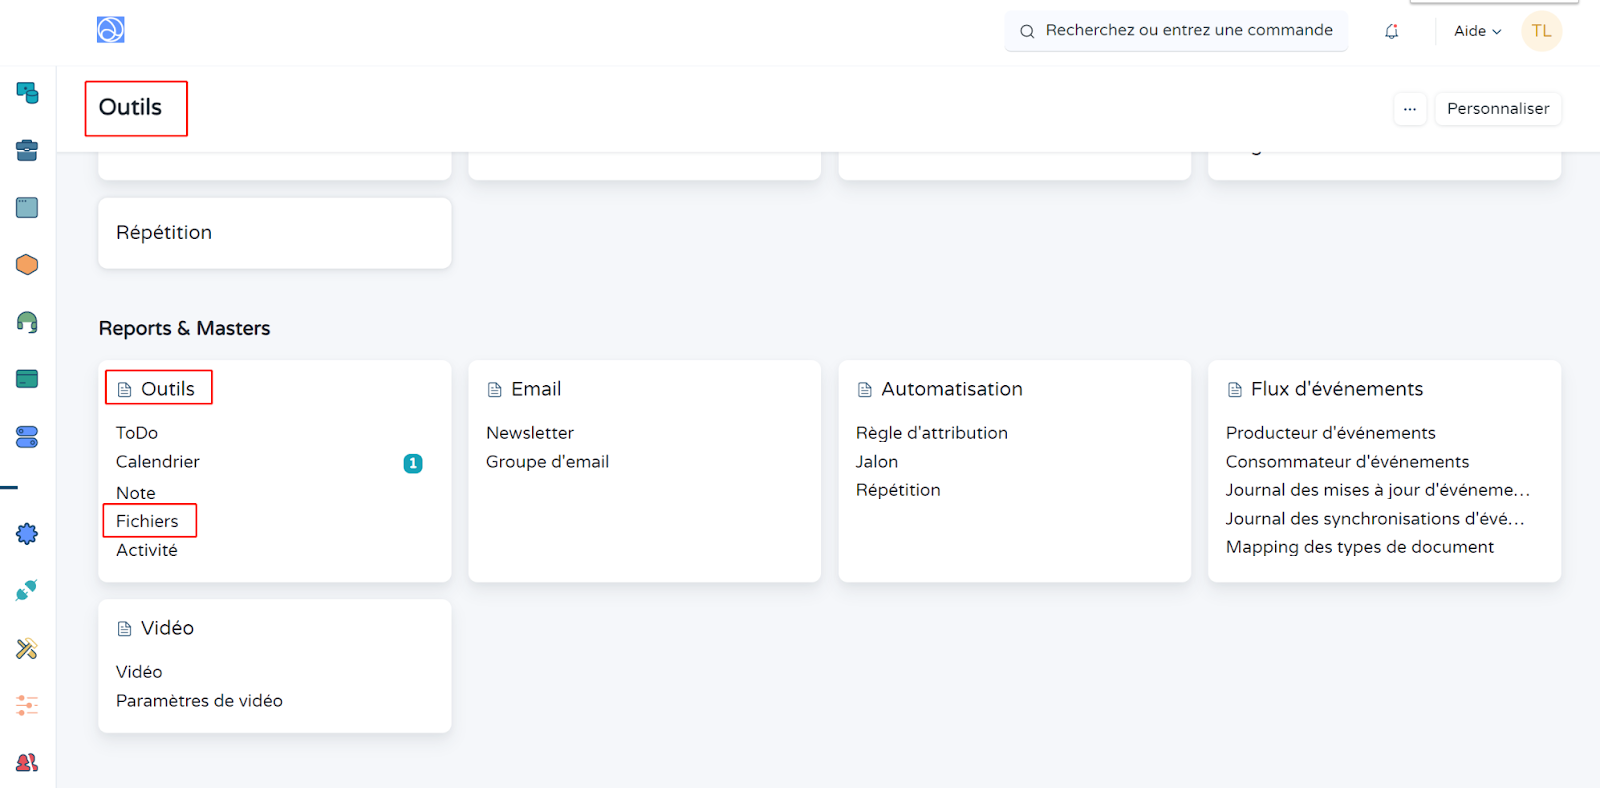 Recherchez ou entrez une commande
Aide
TL
Outils
...
Personnaliser
Répétition
Reports & Masters
Outils
ToDo
Calendrier
1
Note
Fichiers
Activité
Email
Newsletter
Groupe d'email
Automatisation
Règle d'attribution
Jalon
Répétition
Flux d'événements
Producteur d'événements
Consommateur d'événements
Journal des mises à jour d'événeme...
Journal des synchronisations d'évé...
Mapping des types de document
Vidéo
Vidéo
Paramètres de vidéo